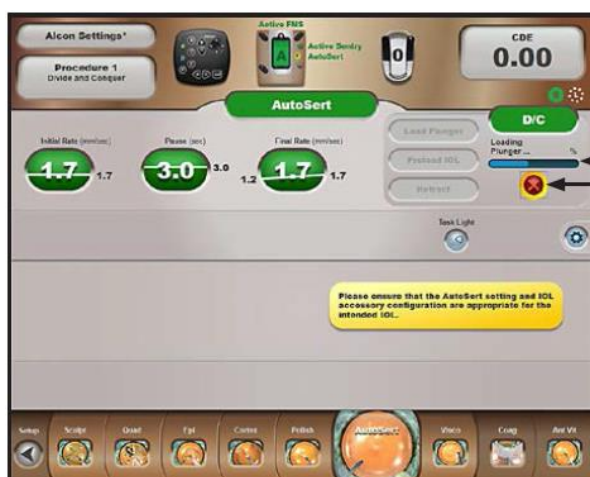 Alcon Settings*
Procedure 1
Divide and Conquer
Active FMS
A
Active Sentry
AutoSert
0
CDE
0.00
AutoSert
D/C
Initial Rate (mm/sec)
1.7
1.7
Pause (sec)
3.0
3.0
Final Rate (mm/sec)
1.2
1.7
1.7
Load Plunger
Preload IOL
Retract
Loading
Plunger ...
%
Task Light
Please ensure that the AutoSert setting and IOL
accessory configuration are appropriate for the
intended IOL.
Setup
Sculpt
Quad
Epi
Cortex
Polish
AutoSert
Visco
Coag
Ant Vit